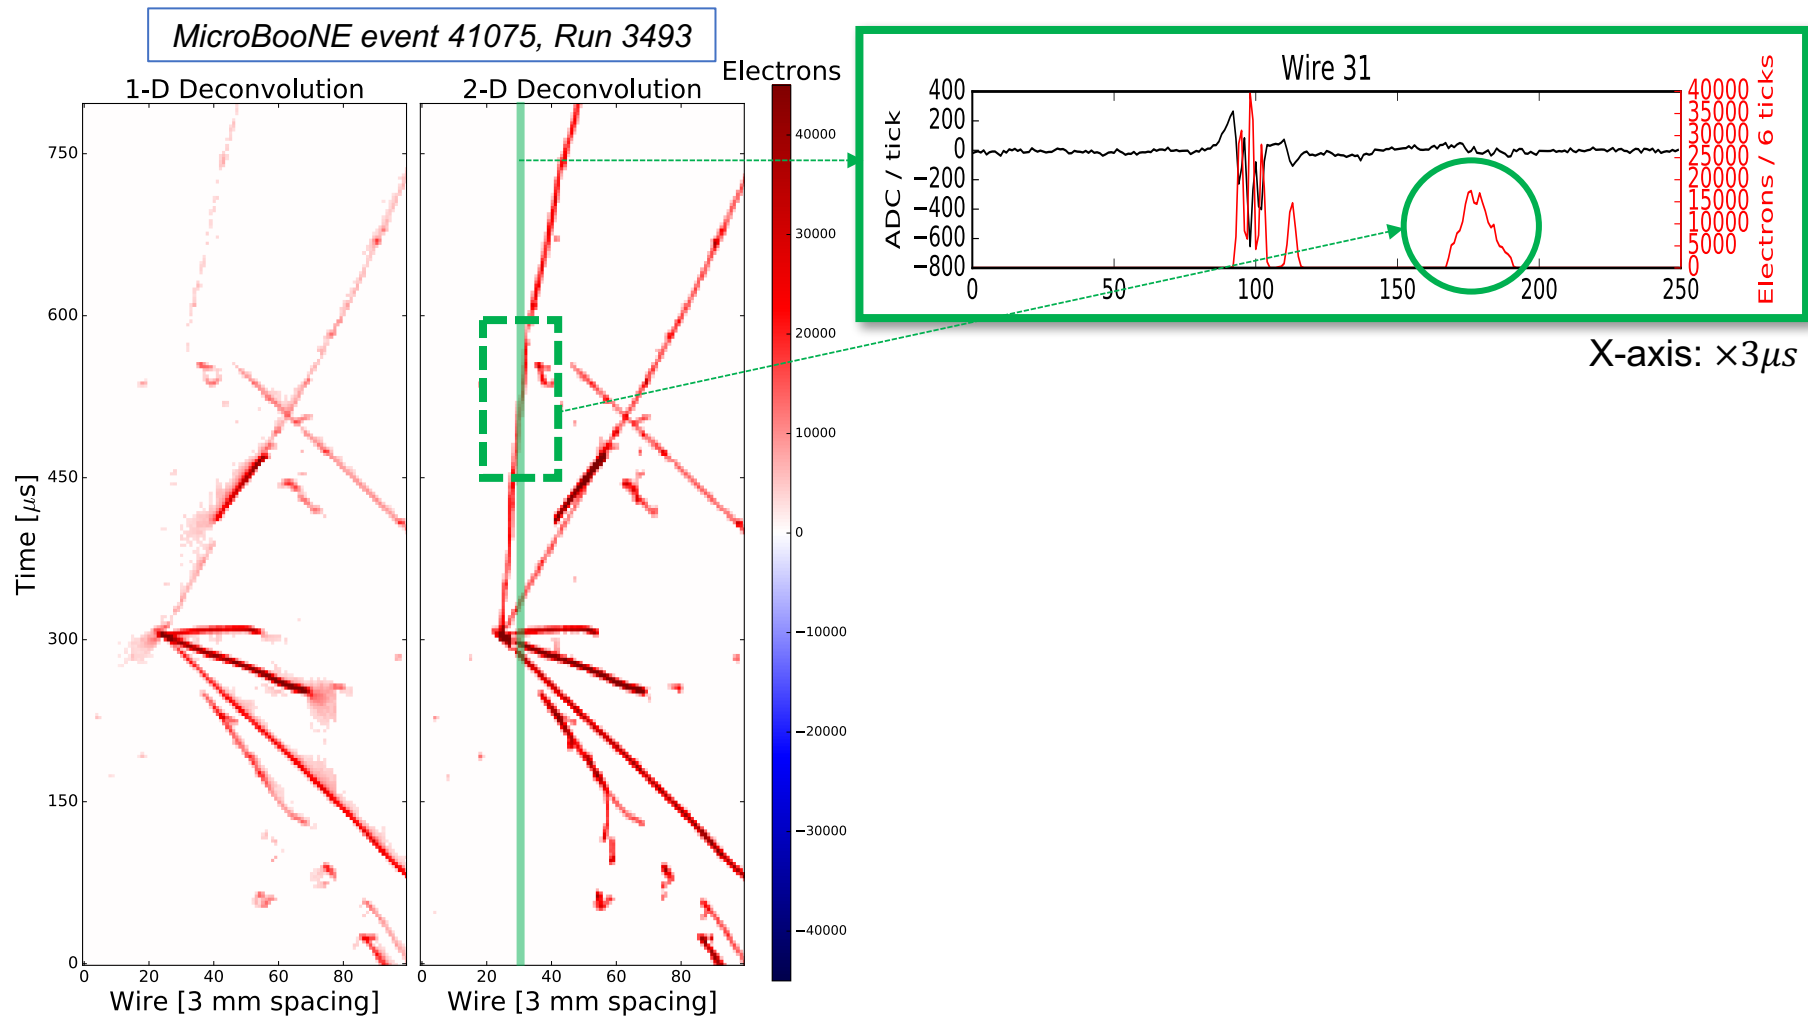 MicroBooNE event 41075, Run 3493
1-D Deconvolution
2-D Deconvolution
Electrons
Time [μs]
750
600
450
300
150
0
0 20 40 60 80
Wire [3 mm spacing]
0 20 40 60 80
Wire [3 mm spacing]
40000
30000
20000
10000
0
−10000
−20000
−30000
−40000
Wire 31
ADC / tick
400
200
0
−200
−400
−600
−800
0 50 100 150 200 250
40000
35000
30000
25000
20000
15000
10000
5000
0
Electrons / 6 ticks
X-axis: ×3μs